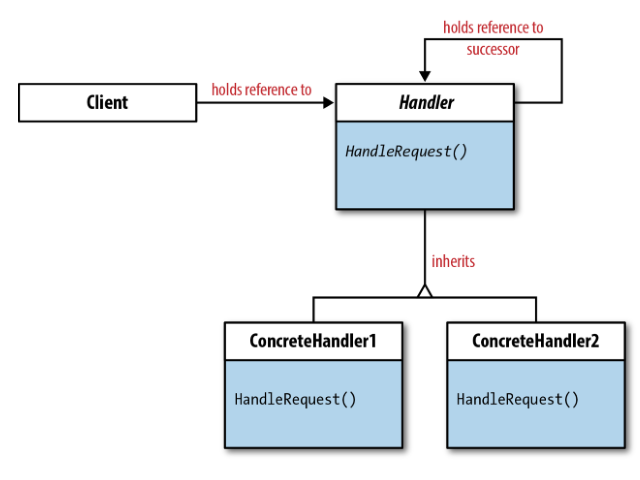 holds reference to
successor
Client
holds reference to
Handler
HandleRequest()
inherits
ConcreteHandler1
ConcreteHandler2
HandleRequest()
HandleRequest()